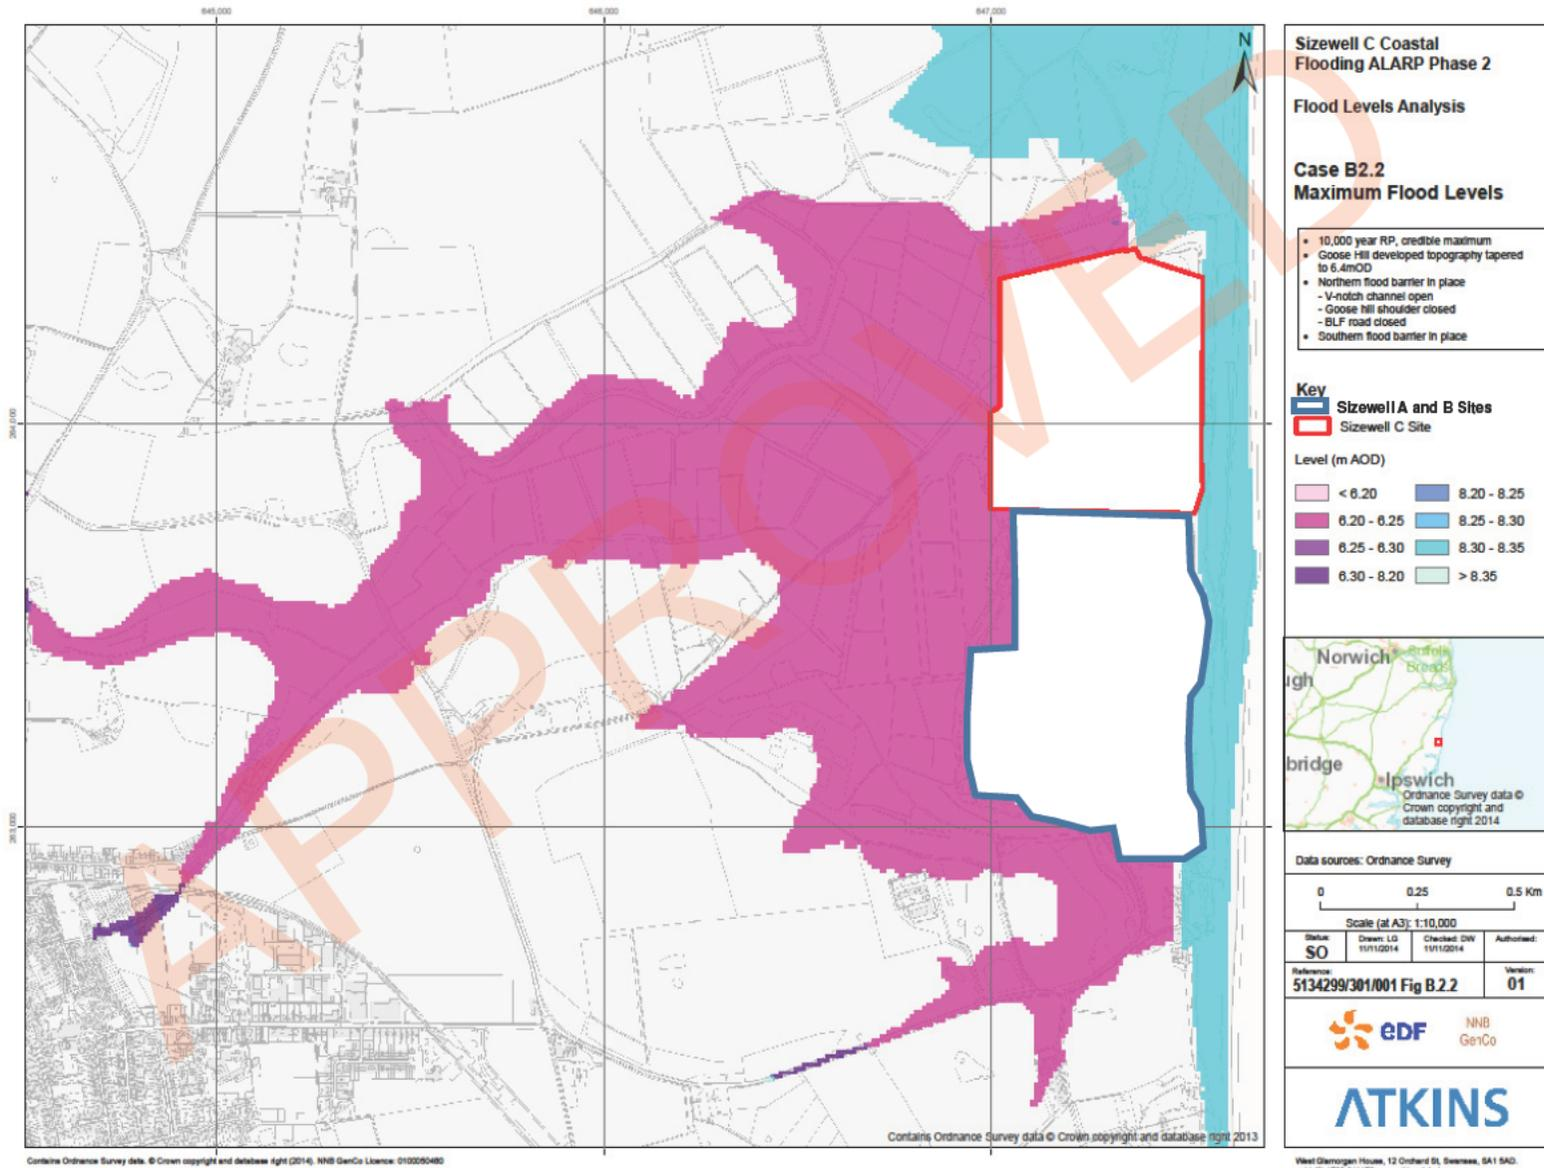 645,000
646,000
647,000
264,000
263,000
N
APPROVED
Contains Ordnance Survey data © Crown copyright and database right 2013
Contains Ordnance Survey data. © Crown copyright and database right (2014). NNB GenCo Licence: 0100060480
Sizewell C Coastal
Flooding ALARP Phase 2
Flood Levels Analysis
Case B2.2
Maximum Flood Levels
• 10,000 year RP, credible maximum
• Goose Hill developed topography tapered
to 6.4mOD
• Northern flood barrier in place
- V-notch channel open
- Goose hill shoulder closed
- BLF road closed
• Southern flood barrier in place
Key
Sizewell A and B Sites
Sizewell C Site
Level (m AOD)
< 6.20 8.20 - 8.25
6.20 - 6.25 8.25 - 8.30
6.25 - 6.30 8.30 - 8.35
6.30 - 8.20 > 8.35
Norwich
Suffolk
Broads
ugh
bridge
Ipswich
Ordnance Survey data ©
Crown copyright and
database right 2014
Data sources: Ordnance Survey
0 0.25 0.5 Km
Scale (at A3): 1:10,000
Status: Drawn: LG Checked: DW Authorised:
SO 11/11/2014 11/11/2014
Reference: Version:
5134299/301/001 Fig B.2.2 01
eDF
NNB
GenCo
ATKINS
West Glamorgan House, 12 Orchard St, Swansea, SA1 5AD.